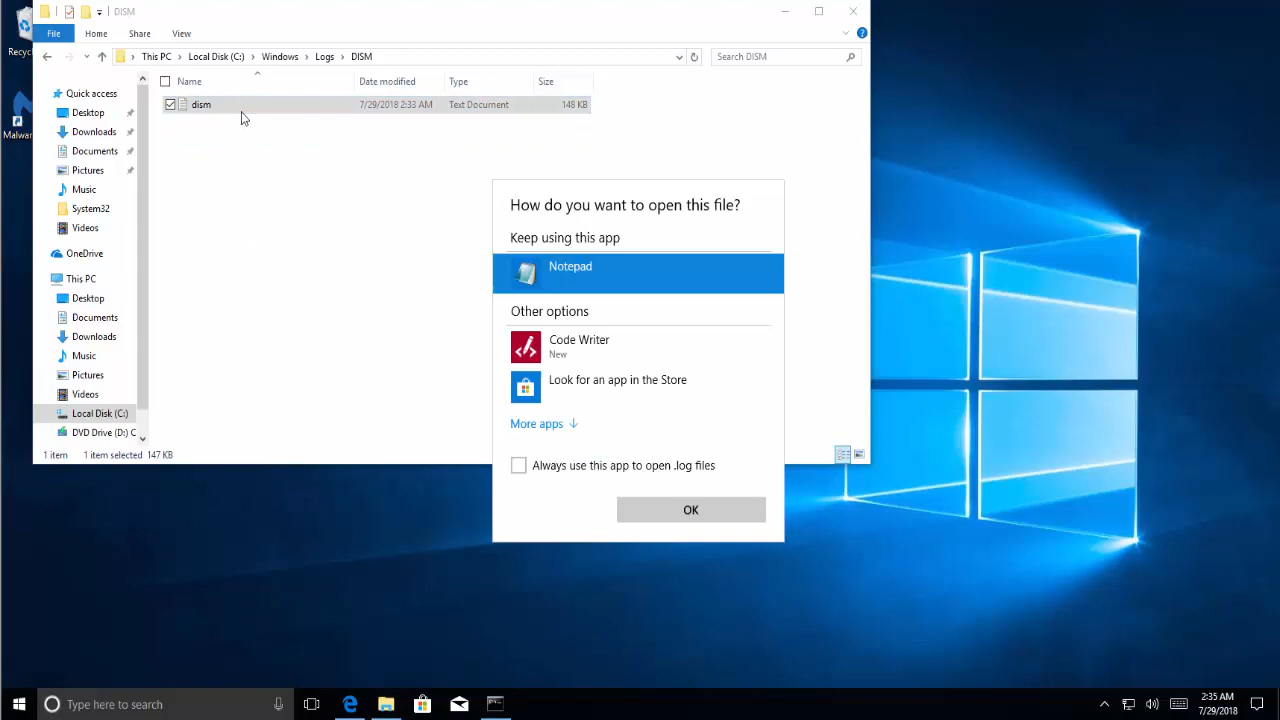 DISM
File Home Share View
This PC Local Disk (C:) Windows Logs DISM
Search DISM
Name Date modified Type Size
dism 7/29/2018 2:33 AM Text Document 148 KB
Quick access
Desktop
Downloads
Documents
Pictures
Music
System32
Videos
OneDrive
This PC
Desktop
Documents
Downloads
Music
Pictures
Videos
Local Disk (C:)
DVD Drive (D:) C
1 item 1 item selected 147 KB
Recyc
Malware
How do you want to open this file?
Keep using this app
Notepad
Other options
Code Writer
New
Look for an app in the Store
More apps
Always use this app to open .log files
OK
Type here to search
2:35 AM
7/29/2018